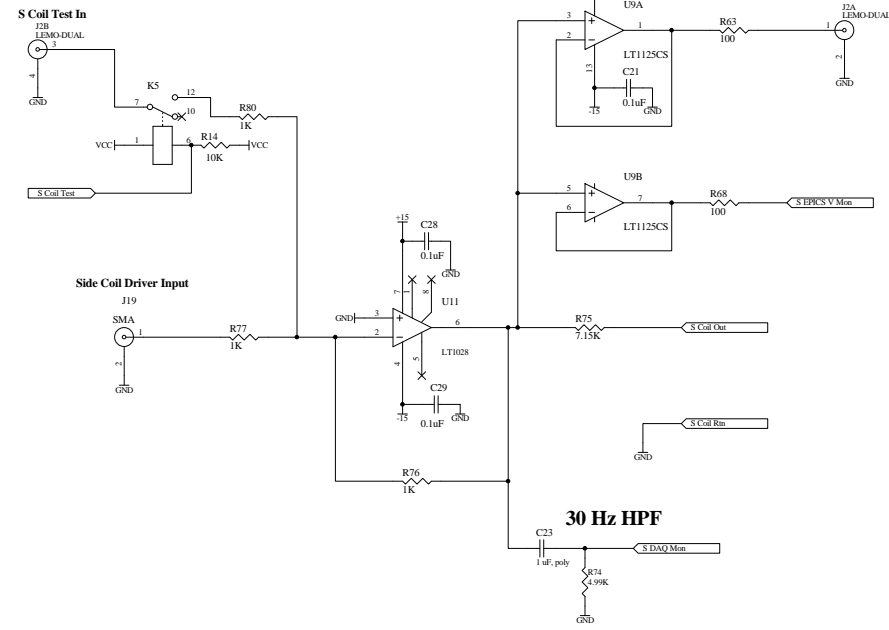 S Coil Test In
J2B
LEMO-DUAL
3
4
GND
K5
12
7
10
R80
1K
VCC
1
6
R14
10K
VCC
S Coil Test
U9A
3
2
1
LT1125CS
13
C21
0.1uF
-15
GND
R63
100
J2A
LEMO-DUAL
1
2
GND
U9B
5
6
7
LT1125CS
R68
100
S EPICS V Mon
Side Coil Driver Input
J19
SMA
1
2
GND
R77
1K
+15
C28
0.1uF
GND
7
1
8
U11
GND
3
2
6
LT1028
4
5
C29
0.1uF
-15
GND
R75
7.15K
S Coil Out
S Coil Rtn
GND
R76
1K
30 Hz HPF
C23
1 uF, poly
S DAQ Mon
R74
4.99K
GND